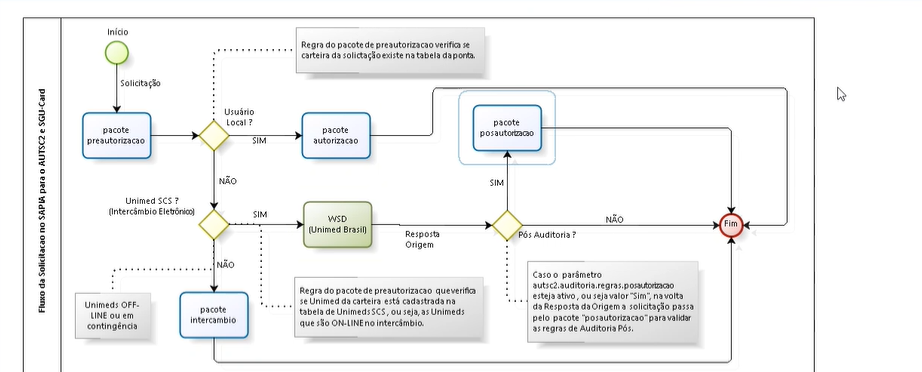 Fluxo da Solicitacao no SAPIA para o AUTSC2 e SGU-Card
Início
Solicitação
pacote
preautorizacao
Usuário
Local ?
SIM
NÃO
Regra do pacote de preautorizacao verifica se
carteira da solictação existe na tabela da ponta.
pacote
autorizacao
pacote
posautorizacao
Unimed SCS ?
(Intercâmbio Eletrônico)
SIM
NÃO
WSD
(Unimed Brasil)
Resposta
Origem
SIM
Pós Auditoria ?
NÃO
Fim
Unimeds OFF-
LINE ou em
contingência
pacote
intercambio
Regra do pacote de preautorizacao que verifica
se Unimed da carteira está cadastrada na
tabela de Unimeds SCS, ou seja, as Unimeds
que são ON-LINE no intercâmbio.
Caso o parâmetro
autsc2.auditoria.regras.posautorizacao
esteja ativo, ou seja valor "Sim", na volta
da Resposta da Origem a solicitação passa
pelo pacote "posautorizacao" para validar
as regras de Auditoria Pós.